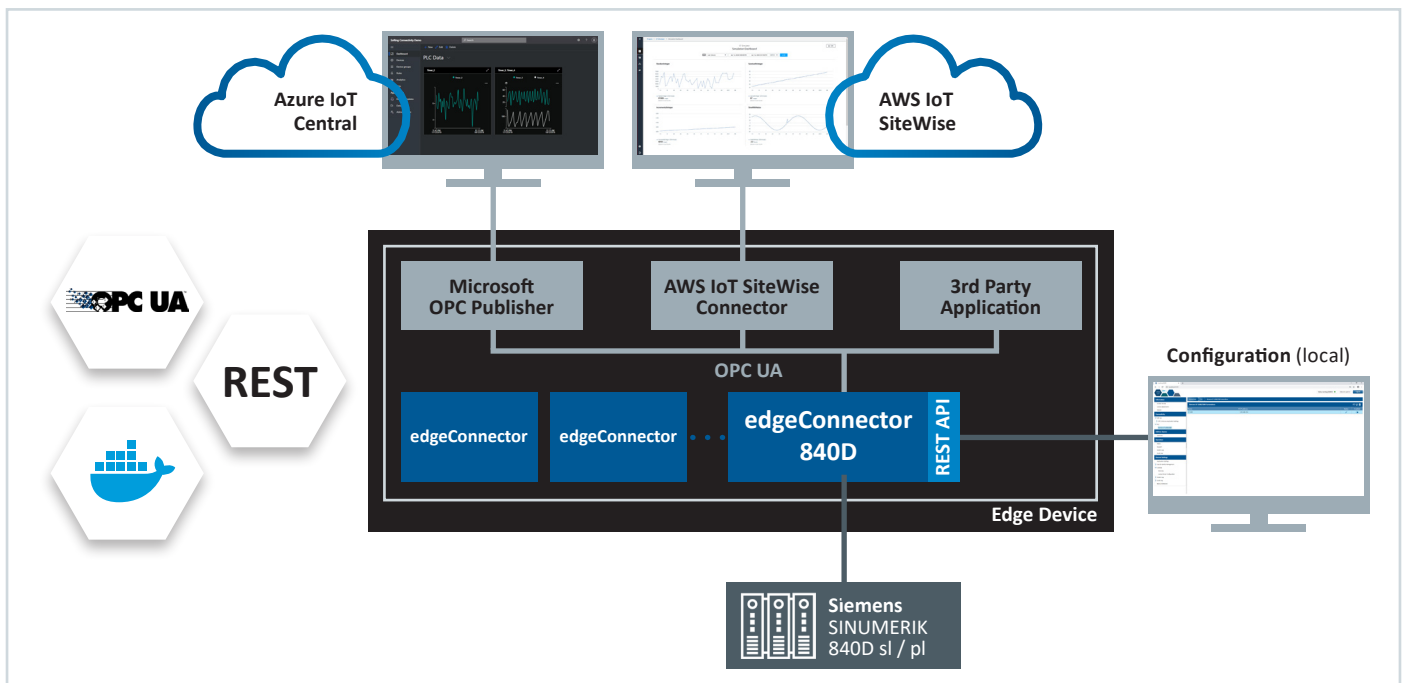 Azure IoT
Central
PLC Data
AWS IoT
SiteWise
OPC UA
REST
Microsoft
OPC Publisher
AWS IoT SiteWise
Connector
3rd Party
Application
OPC UA
edgeConnector
edgeConnector
edgeConnector
840D
REST API
Edge Device
Configuration (local)
Siemens
SINUMERIK
840D sl / pl